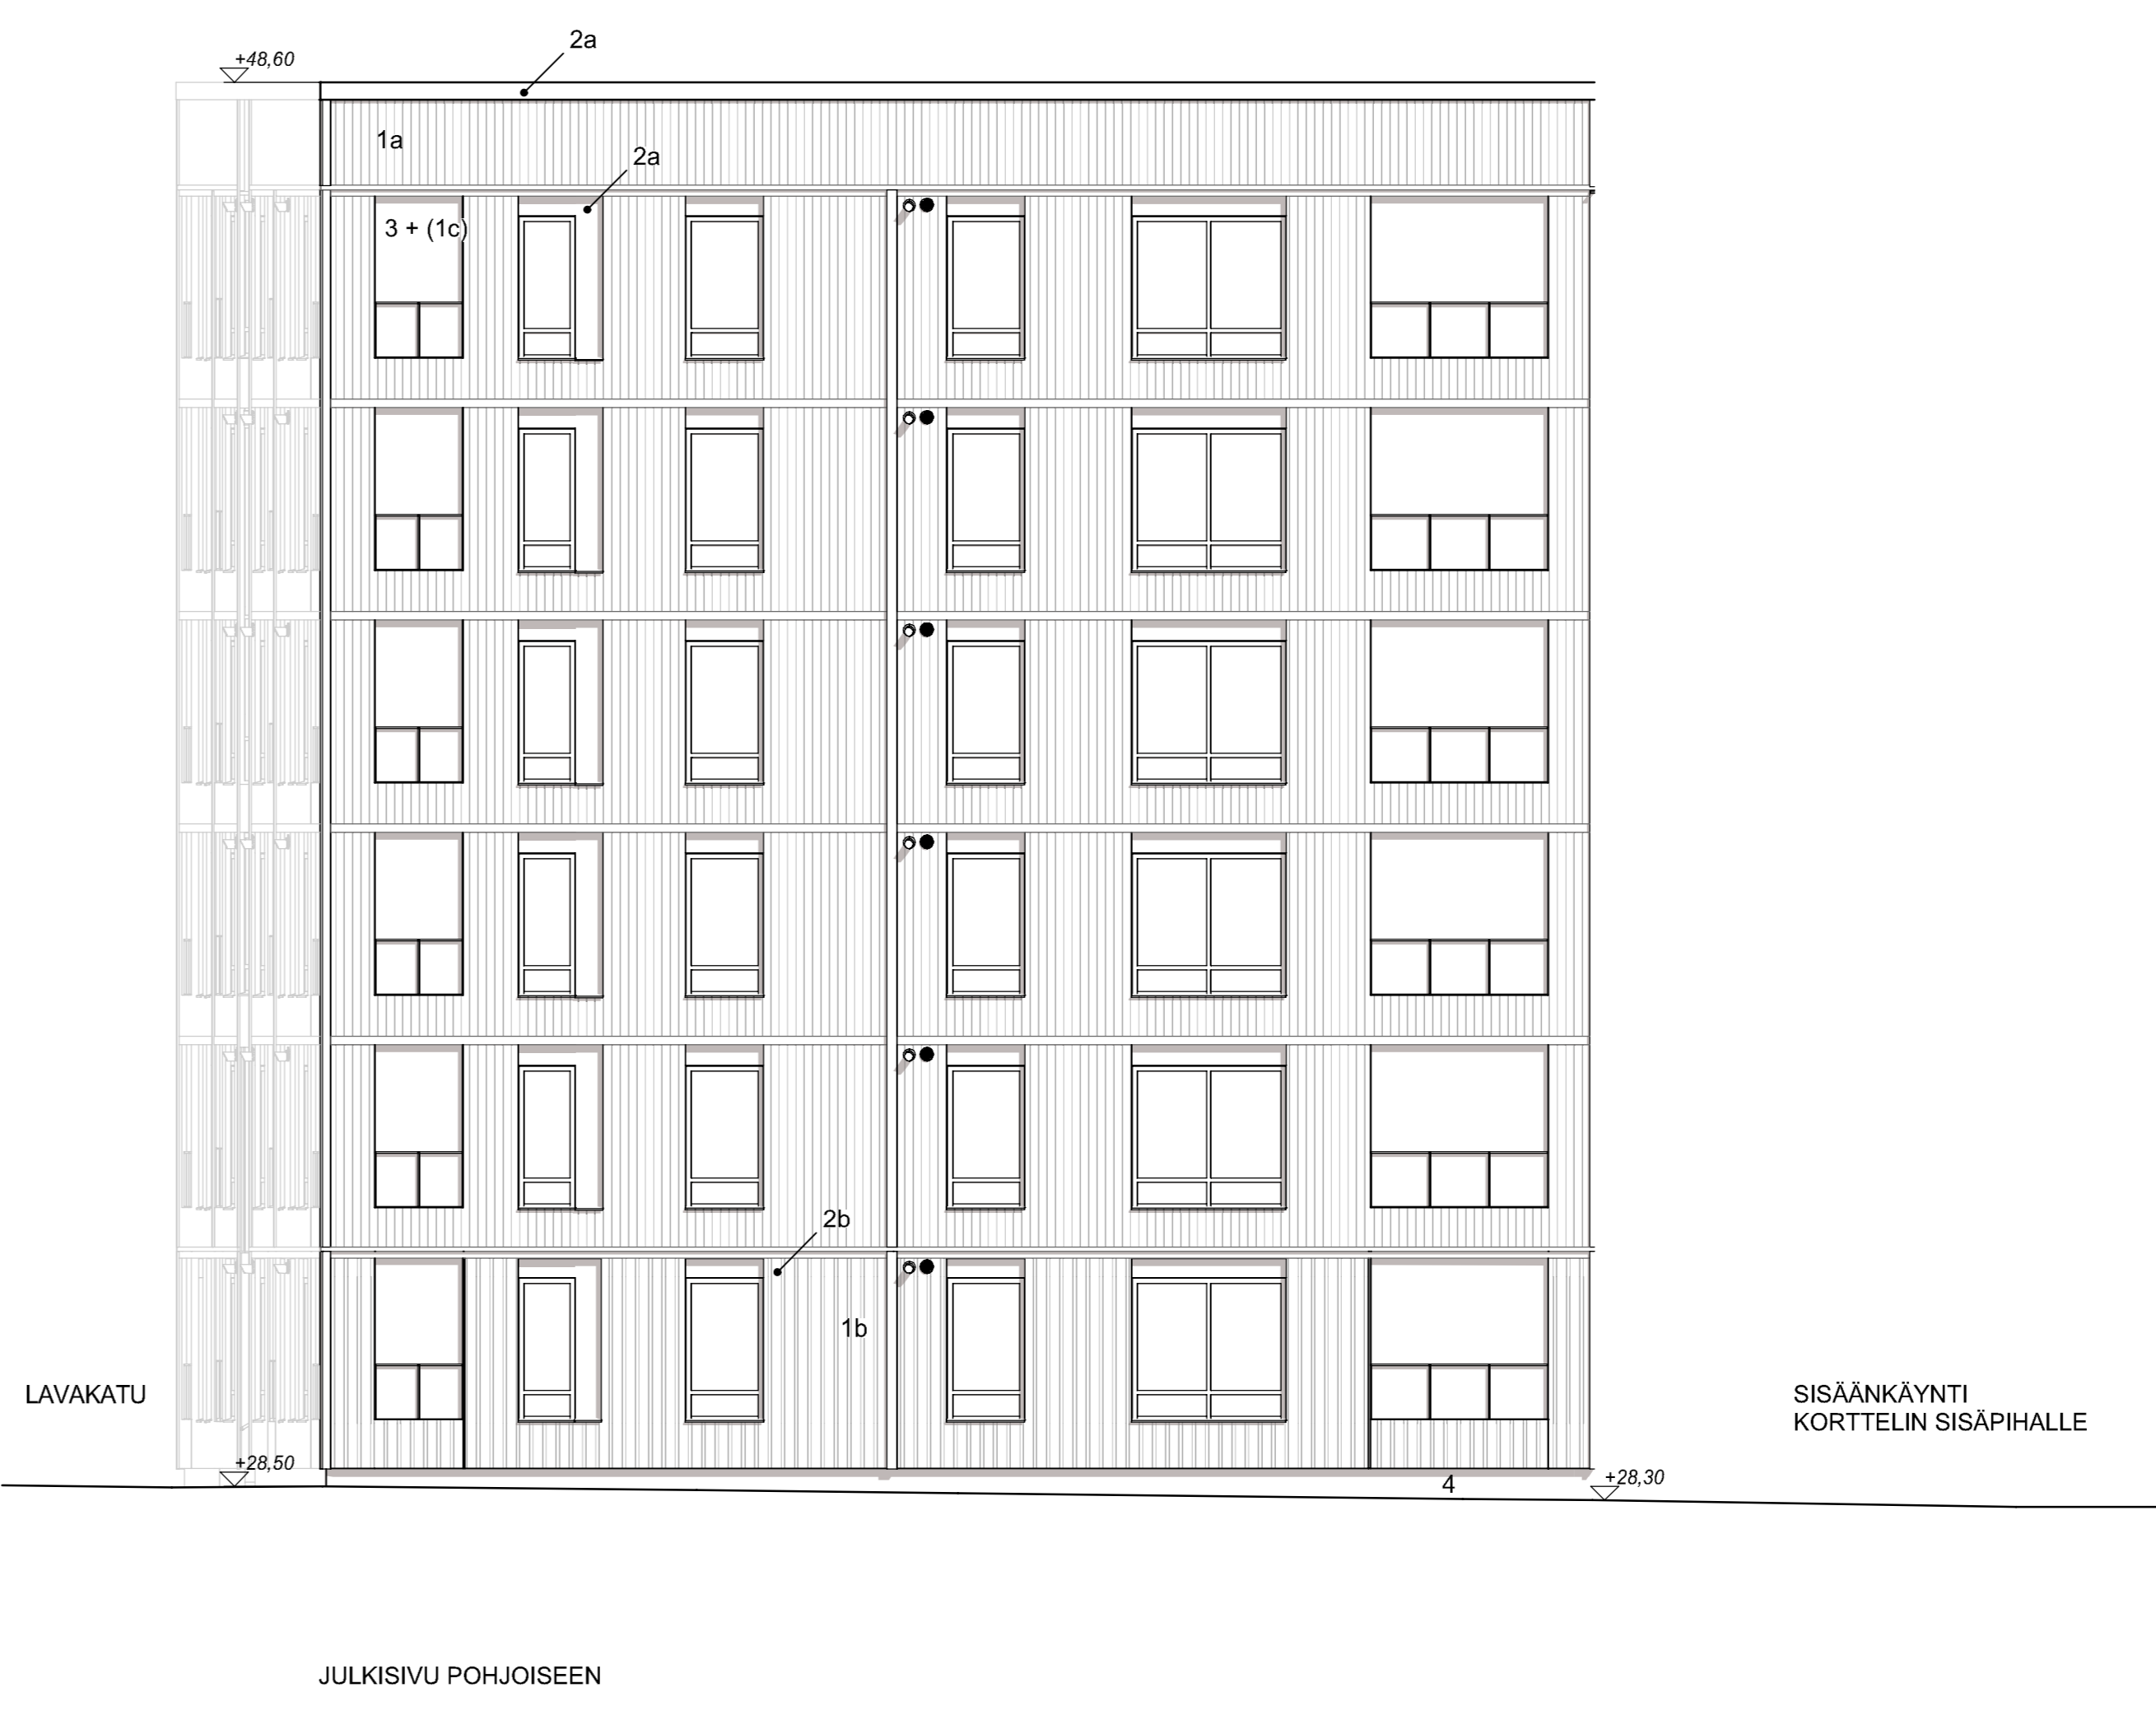 2a
+48,60
1a
2a
3 + (1c)
2b
1b
LAVAKATU
SISÄÄNKÄYNTI
KORTTELIN SISÄPIHALLE
+28,50
4
+28,30
JULKISIVU POHJOISEEN